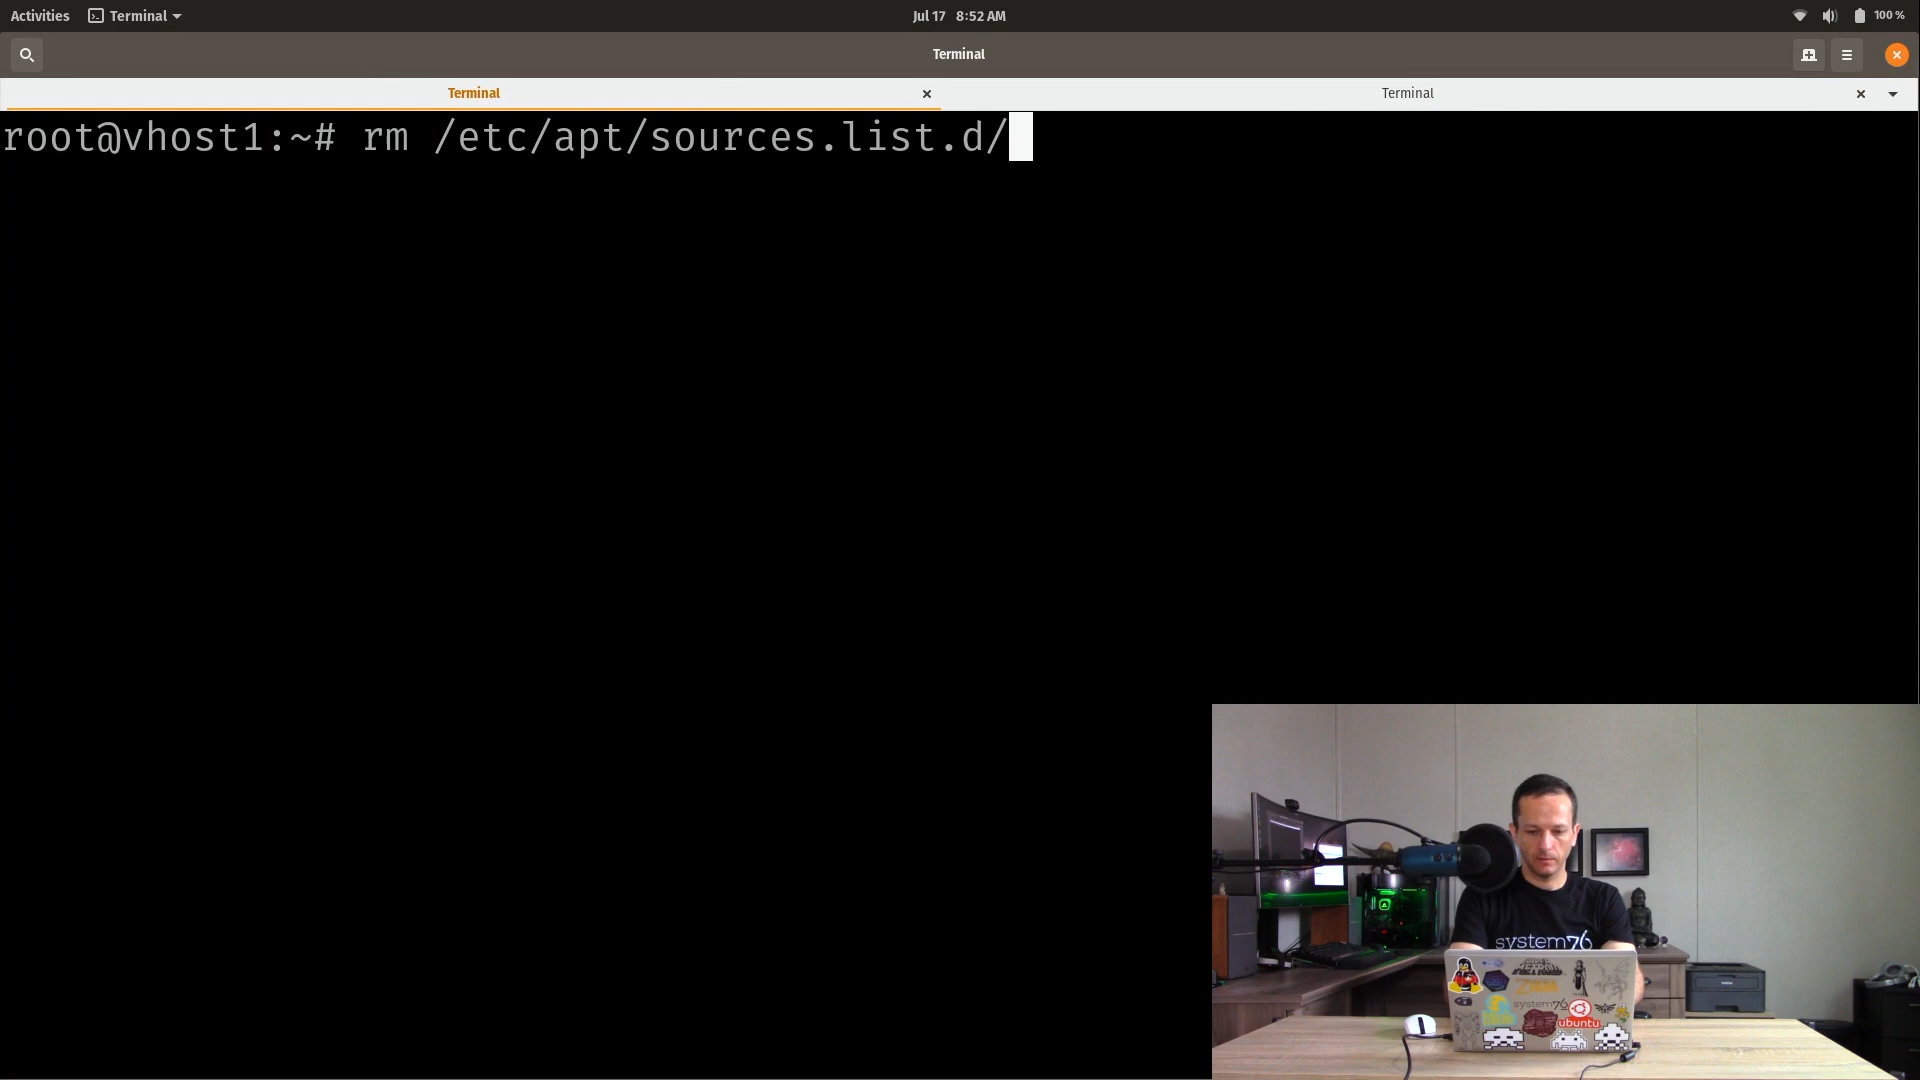 Activities Terminal Jul 17 8:52 AM 100 %
Terminal
Terminal Terminal
root@vhost1:~# rm /etc/apt/sources.list.d/
system76
system76
ubuntu